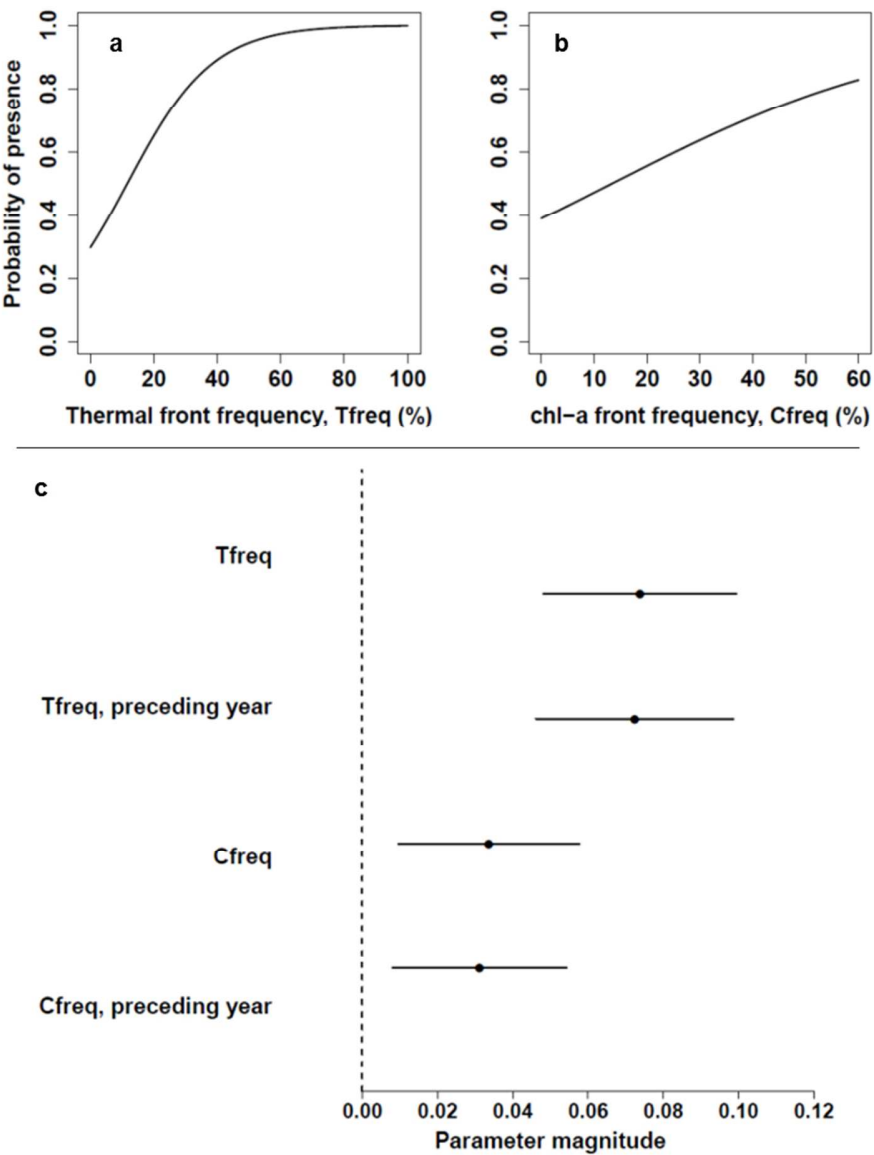 a
b
Probability of presence
1.0
0.8
0.6
0.4
0.2
0.0
1.0
0.8
0.6
0.4
0.2
0.0
0 20 40 60 80 100
0 10 20 30 40 50 60
Thermal front frequency, Tfreq (%)
chl-a front frequency, Cfreq (%)
c
Tfreq
Tfreq, preceding year
Cfreq
Cfreq, preceding year
0.00 0.02 0.04 0.06 0.08 0.10 0.12
Parameter magnitude